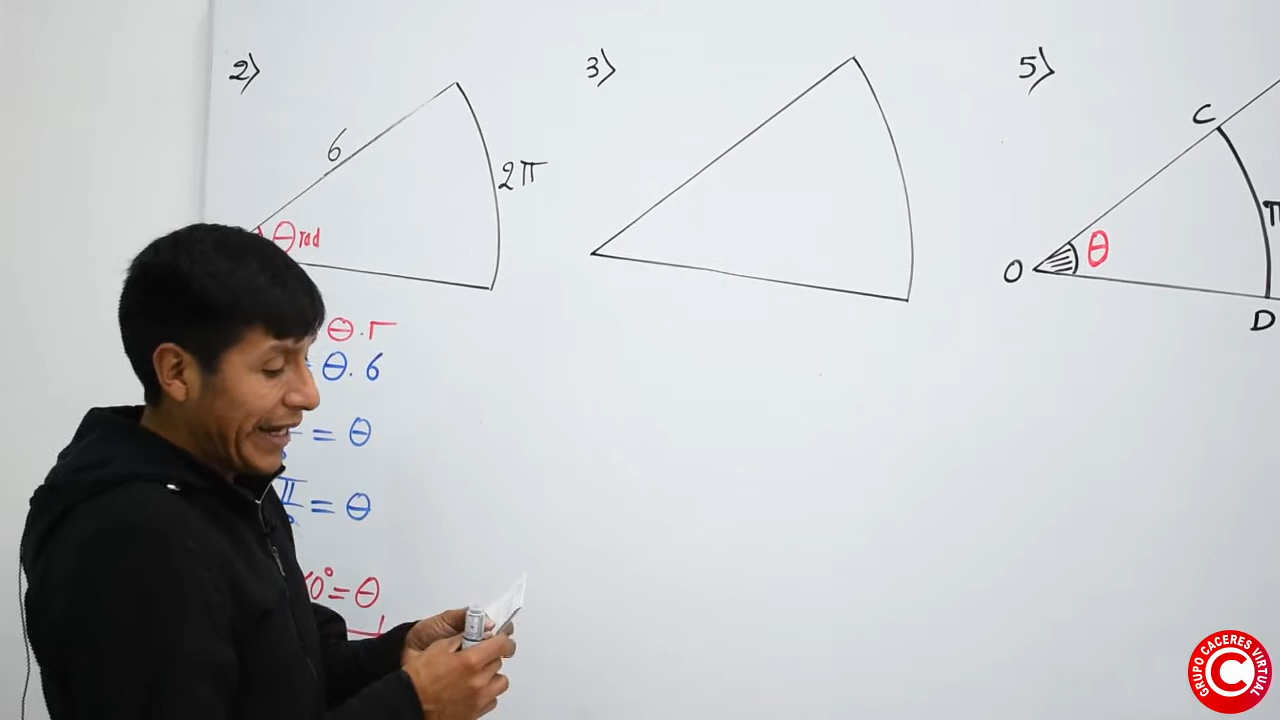 2)
6
2π
θ rad
θ.r
θ.6
= θ
π = θ
0° = θ
3)
5)
C
π
θ
O
D
GRUPO CACERES VIRTUAL
C